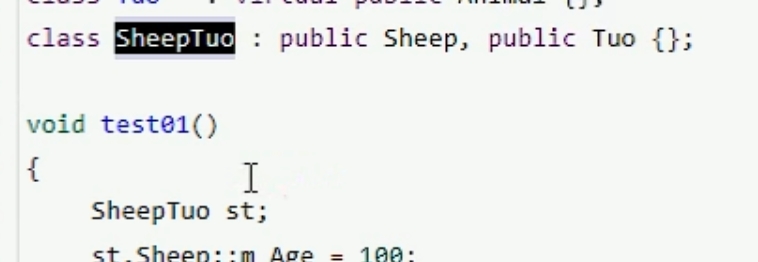 class Tuo : virtual public Animal {};
class SheepTuo : public Sheep, public Tuo {};
void test01()
{
SheepTuo st;
st.Sheep::m_Age = 100;